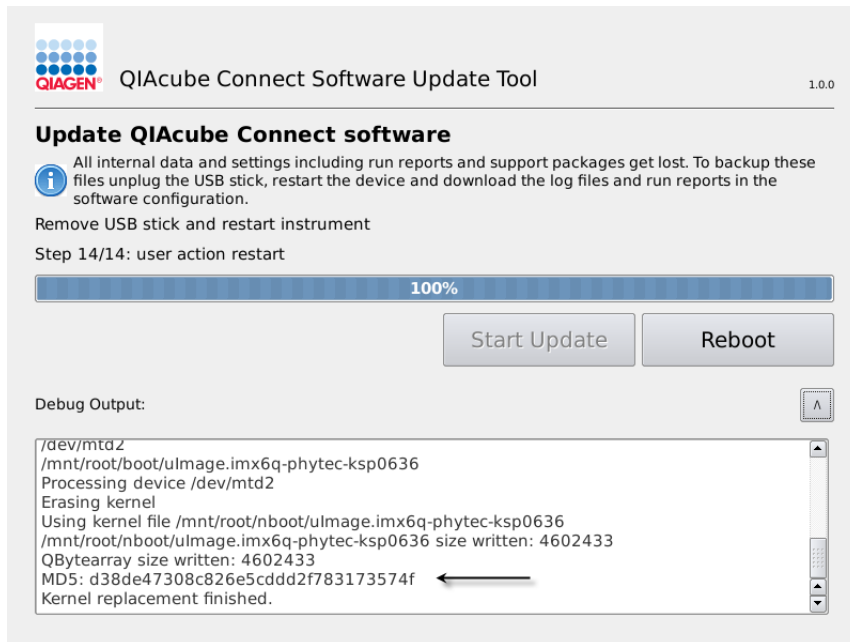 QIAGEN®
QIAcube Connect Software Update Tool
1.0.0
Update QIAcube Connect software
All internal data and settings including run reports and support packages get lost. To backup these
files unplug the USB stick, restart the device and download the log files and run reports in the
software configuration.
Remove USB stick and restart instrument
Step 14/14: user action restart
100%
Start Update
Reboot
Debug Output:
/dev/mtd2
/mnt/root/boot/uImage.imx6q-phytec-ksp0636
Processing device /dev/mtd2
Erasing kernel
Using kernel file /mnt/root/nboot/uImage.imx6q-phytec-ksp0636
/mnt/root/nboot/uImage.imx6q-phytec-ksp0636 size written: 4602433
QBytearray size written: 4602433
MD5: d38de47308c826e5cddd2f783173574f
Kernel replacement finished.